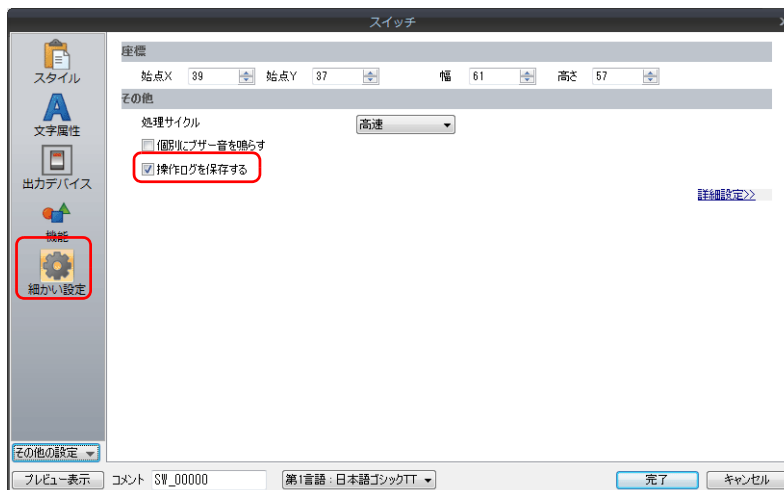 スイッチ
スタイル
文字属性
出力デバイス
機能
細かい設定
その他の設定
座標
始点X 39 始点Y 37 幅 61 高さ 57
その他
処理サイクル 高速
個別にブザー音を鳴らす
操作ログを保存する
詳細設定>>
プレビュー表示 コメント SW_00000 第1言語:日本語ゴシックTT 完了 キャンセル